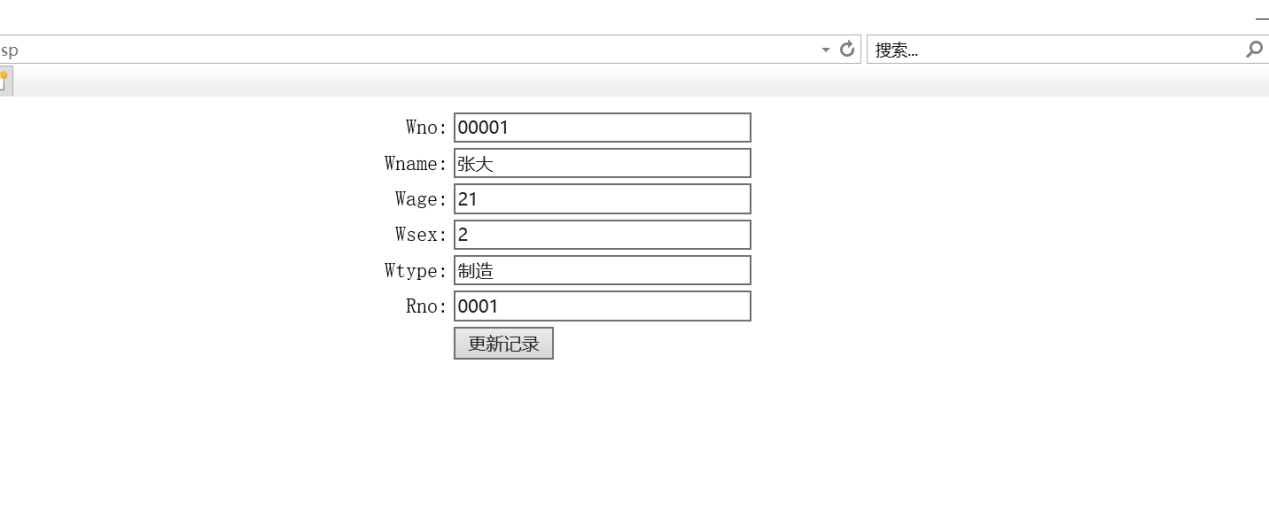 sp
搜索...
Wno: 00001
Wname: 张大
Wage: 21
Wsex: 2
Wtype: 制造
Rno: 0001
更新记录